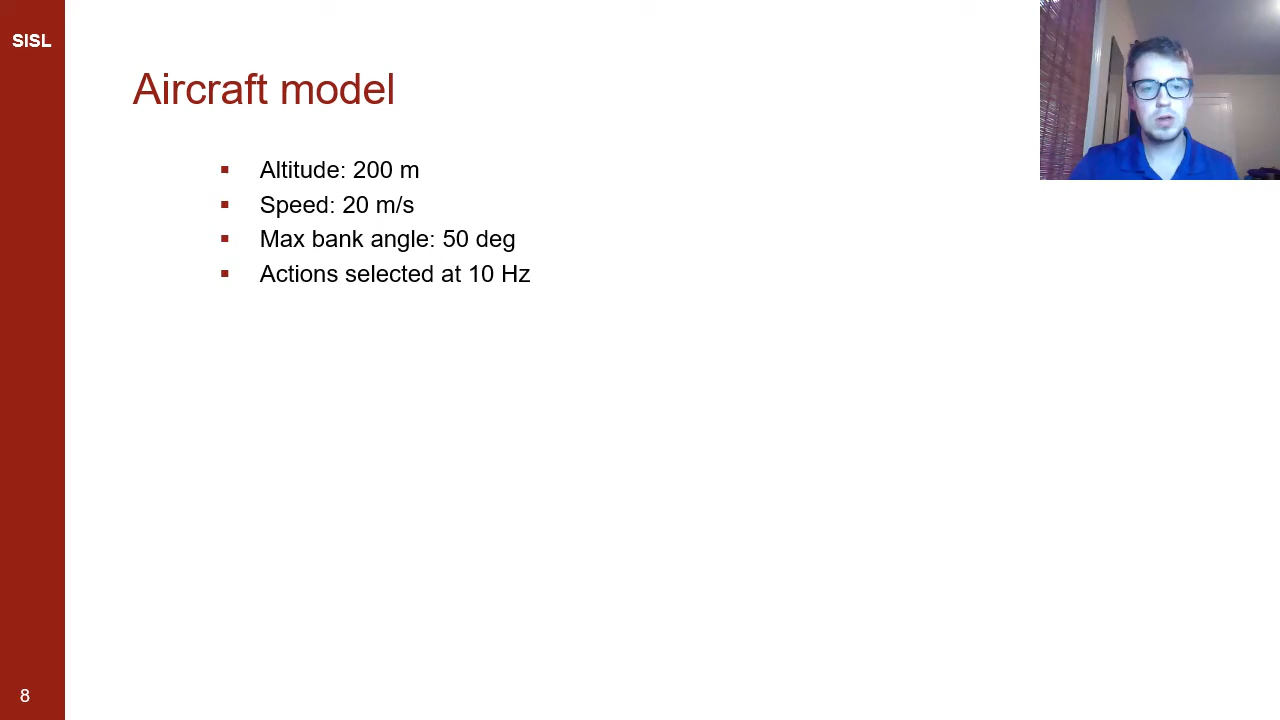 SISL
Aircraft model
▪ Altitude: 200 m
▪ Speed: 20 m/s
▪ Max bank angle: 50 deg
▪ Actions selected at 10 Hz
8